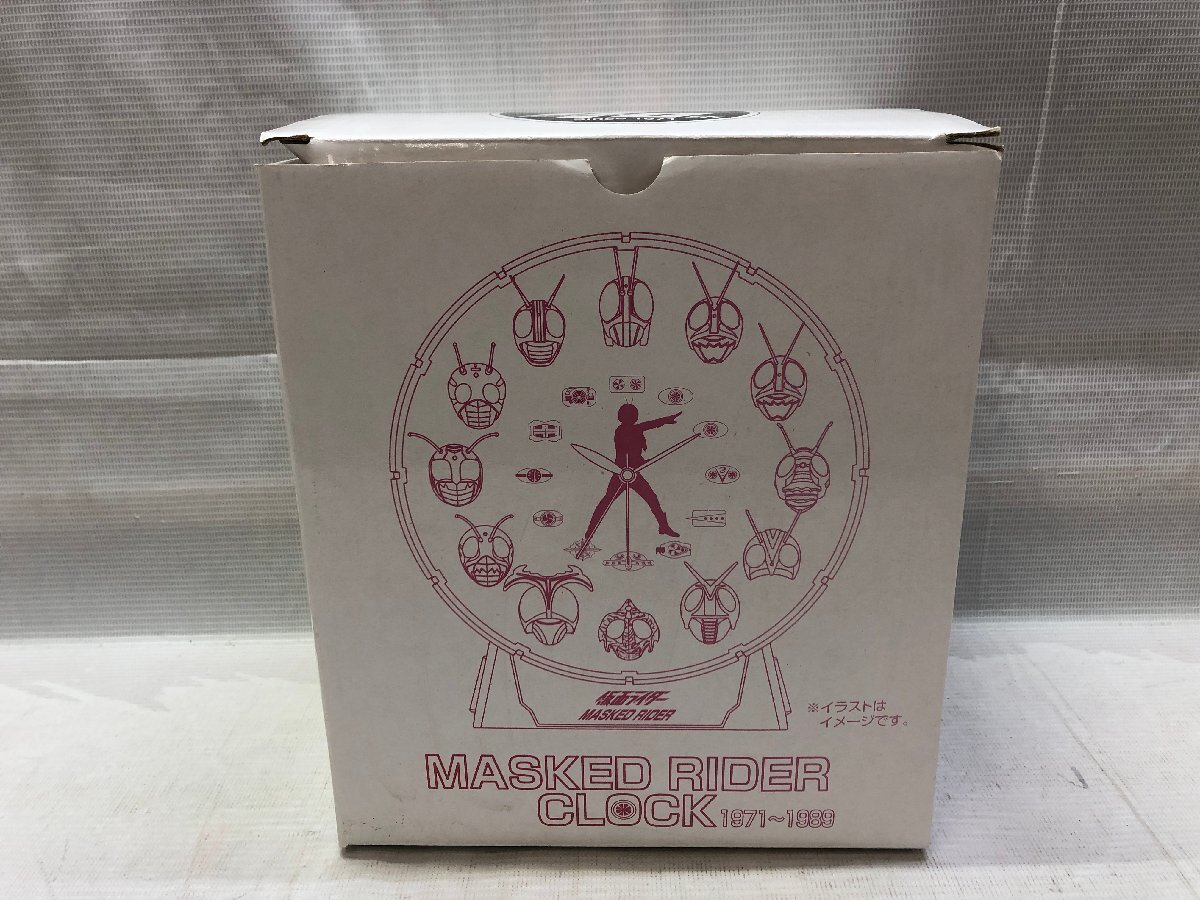 仮面ライダー
MASKED RIDER
※イラストは
イメージです。
MASKED RIDER
CLOCK 1971~1989